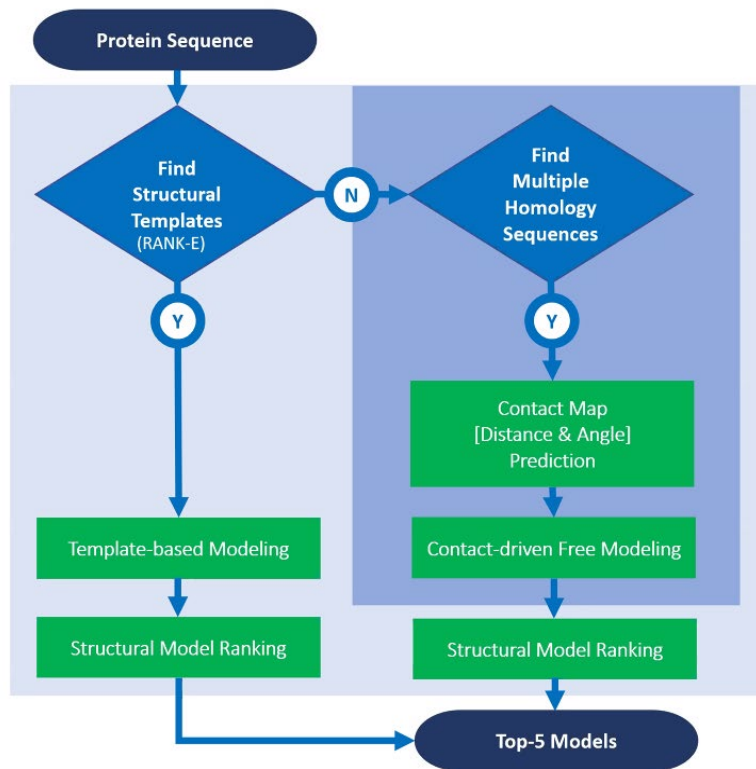 Protein Sequence
Find
Structural
Templates
(RANK-E)
N
Find
Multiple
Homology
Sequences
Y
Y
Contact Map
[Distance & Angle]
Prediction
Template-based Modeling
Contact-driven Free Modeling
Structural Model Ranking
Structural Model Ranking
Top-5 Models